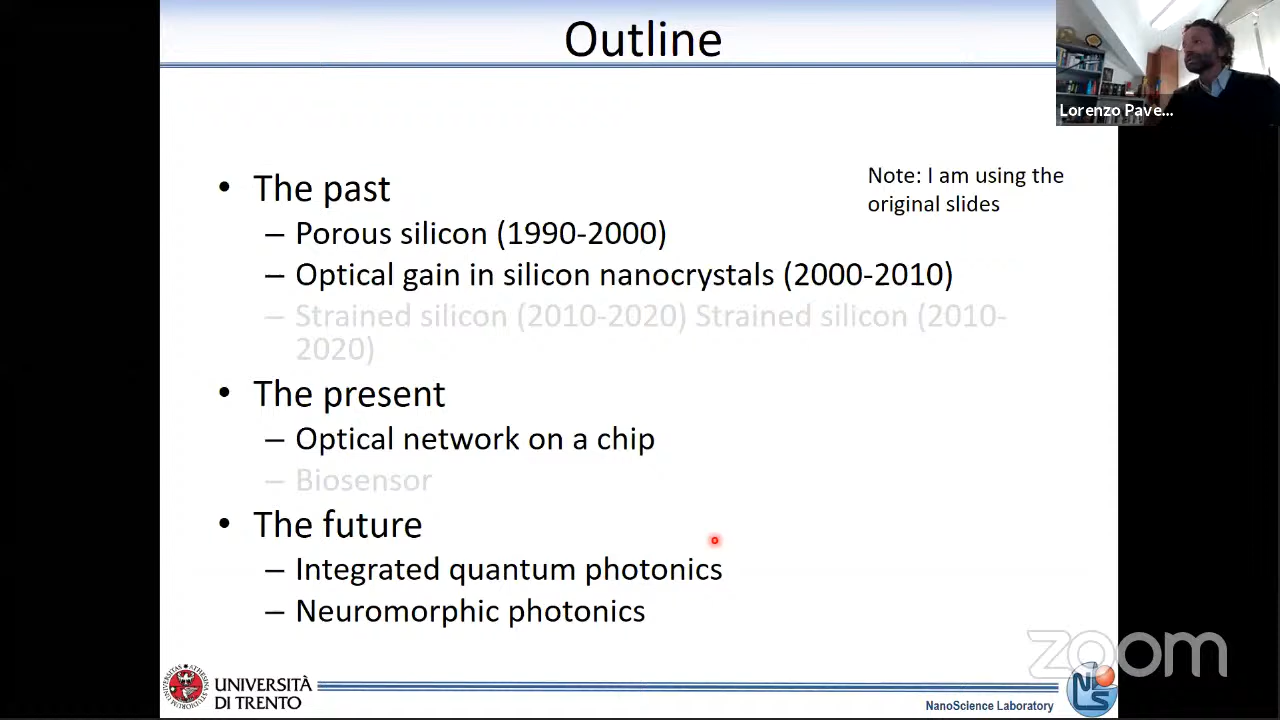 Outline
Lorenzo Pave...
Note: I am using the
original slides
• The past
– Porous silicon (1990-2000)
– Optical gain in silicon nanocrystals (2000-2010)
– Strained silicon (2010-2020) Strained silicon (2010-
2020)
• The present
– Optical network on a chip
– Biosensor
• The future
– Integrated quantum photonics
– Neuromorphic photonics
zoom
UNIVERSITÀ
DI TRENTO
NanoScience Laboratory